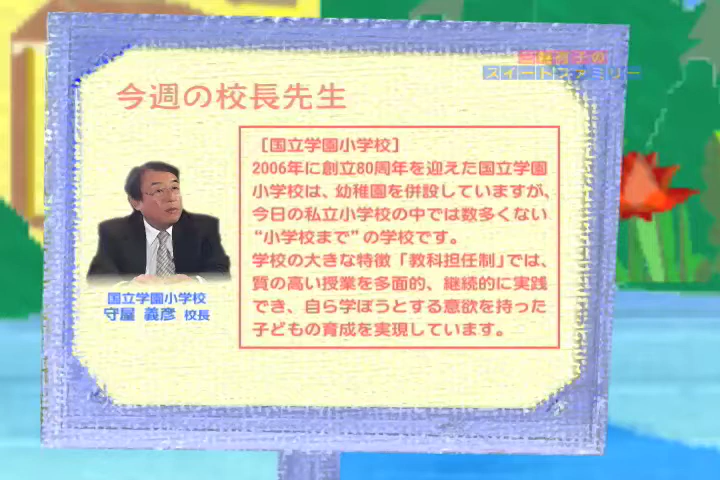 有子の
スイートファミリー
今週の校長先生
［国立学園小学校］
2006年に創立80周年を迎えた国立学園
小学校は、幼稚園を併設していますが、
今日の私立小学校の中では数多くない
“小学校まで”の学校です。
学校の大きな特徴「教科担任制」では、
質の高い授業を多面的、継続的に実践
でき、自ら学ぼうとする意欲を持った
子どもの育成を実現しています。
国立学園小学校
守屋 義彦 校長